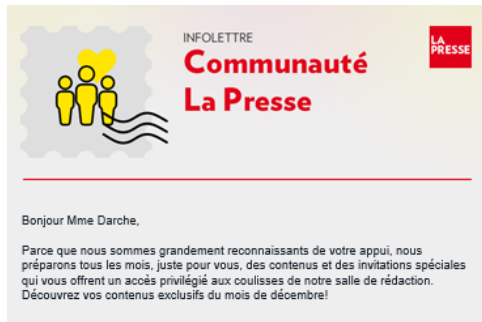 INFOLETTRE
Communauté
La Presse
LA
PRESSE
Bonjour Mme Darche,
Parce que nous sommes grandement reconnaissants de votre appui, nous
préparons tous les mois, juste pour vous, des contenus et des invitations spéciales
qui vous offrent un accès privilégié aux coulisses de notre salle de rédaction.
Découvrez vos contenus exclusifs du mois de décembre!